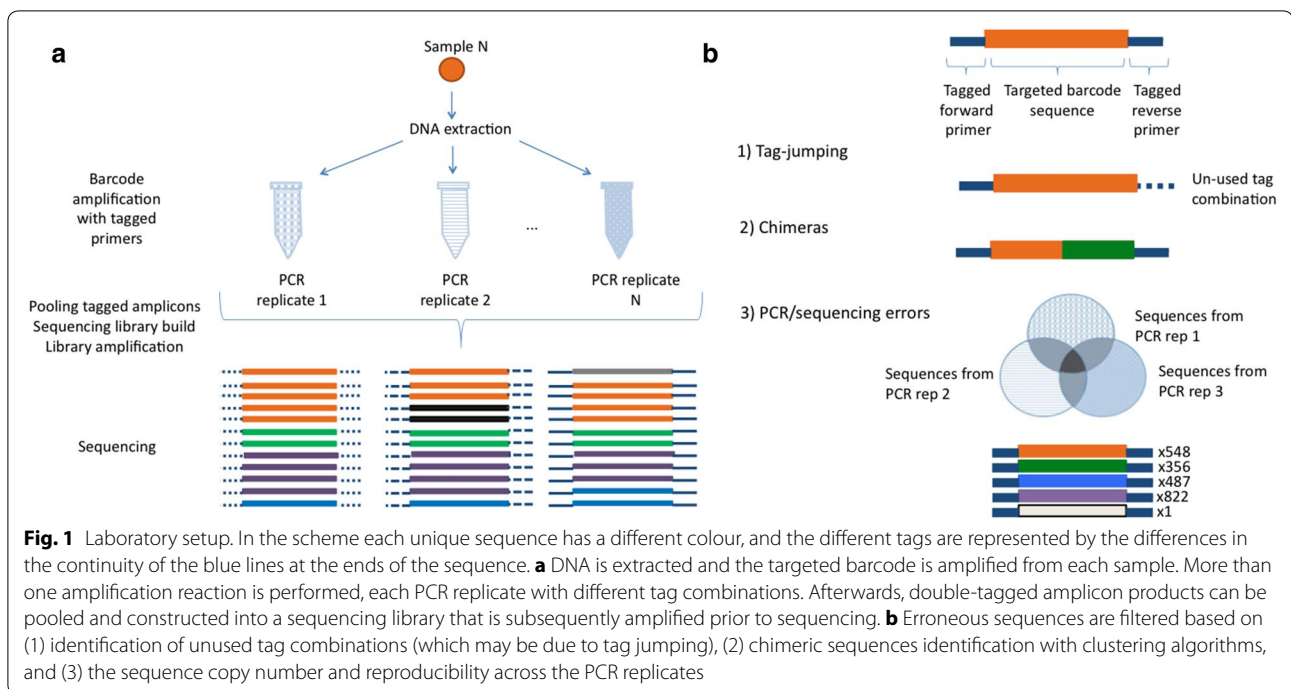 a
Sample N
DNA extraction
Barcode
amplification
with tagged
primers
...
PCR
replicate 1
PCR
replicate 2
PCR replicate
N
Pooling tagged amplicons
Sequencing library build
Library amplification
Sequencing
b
Tagged
forward
primer
Targeted barcode
sequence
Tagged
reverse
primer
1) Tag-jumping
Un-used tag
combination
2) Chimeras
3) PCR/sequencing errors
Sequences from
PCR rep 1
Sequences from
PCR rep 2
Sequences from
PCR rep 3
x548
x356
x487
x822
x1
Fig. 1 Laboratory setup. In the scheme each unique sequence has a different colour, and the different tags are represented by the differences in
the continuity of the blue lines at the ends of the sequence. a DNA is extracted and the targeted barcode is amplified from each sample. More than
one amplification reaction is performed, each PCR replicate with different tag combinations. Afterwards, double-tagged amplicon products can be
pooled and constructed into a sequencing library that is subsequently amplified prior to sequencing. b Erroneous sequences are filtered based on
(1) identification of unused tag combinations (which may be due to tag jumping), (2) chimeric sequences identification with clustering algorithms,
and (3) the sequence copy number and reproducibility across the PCR replicates